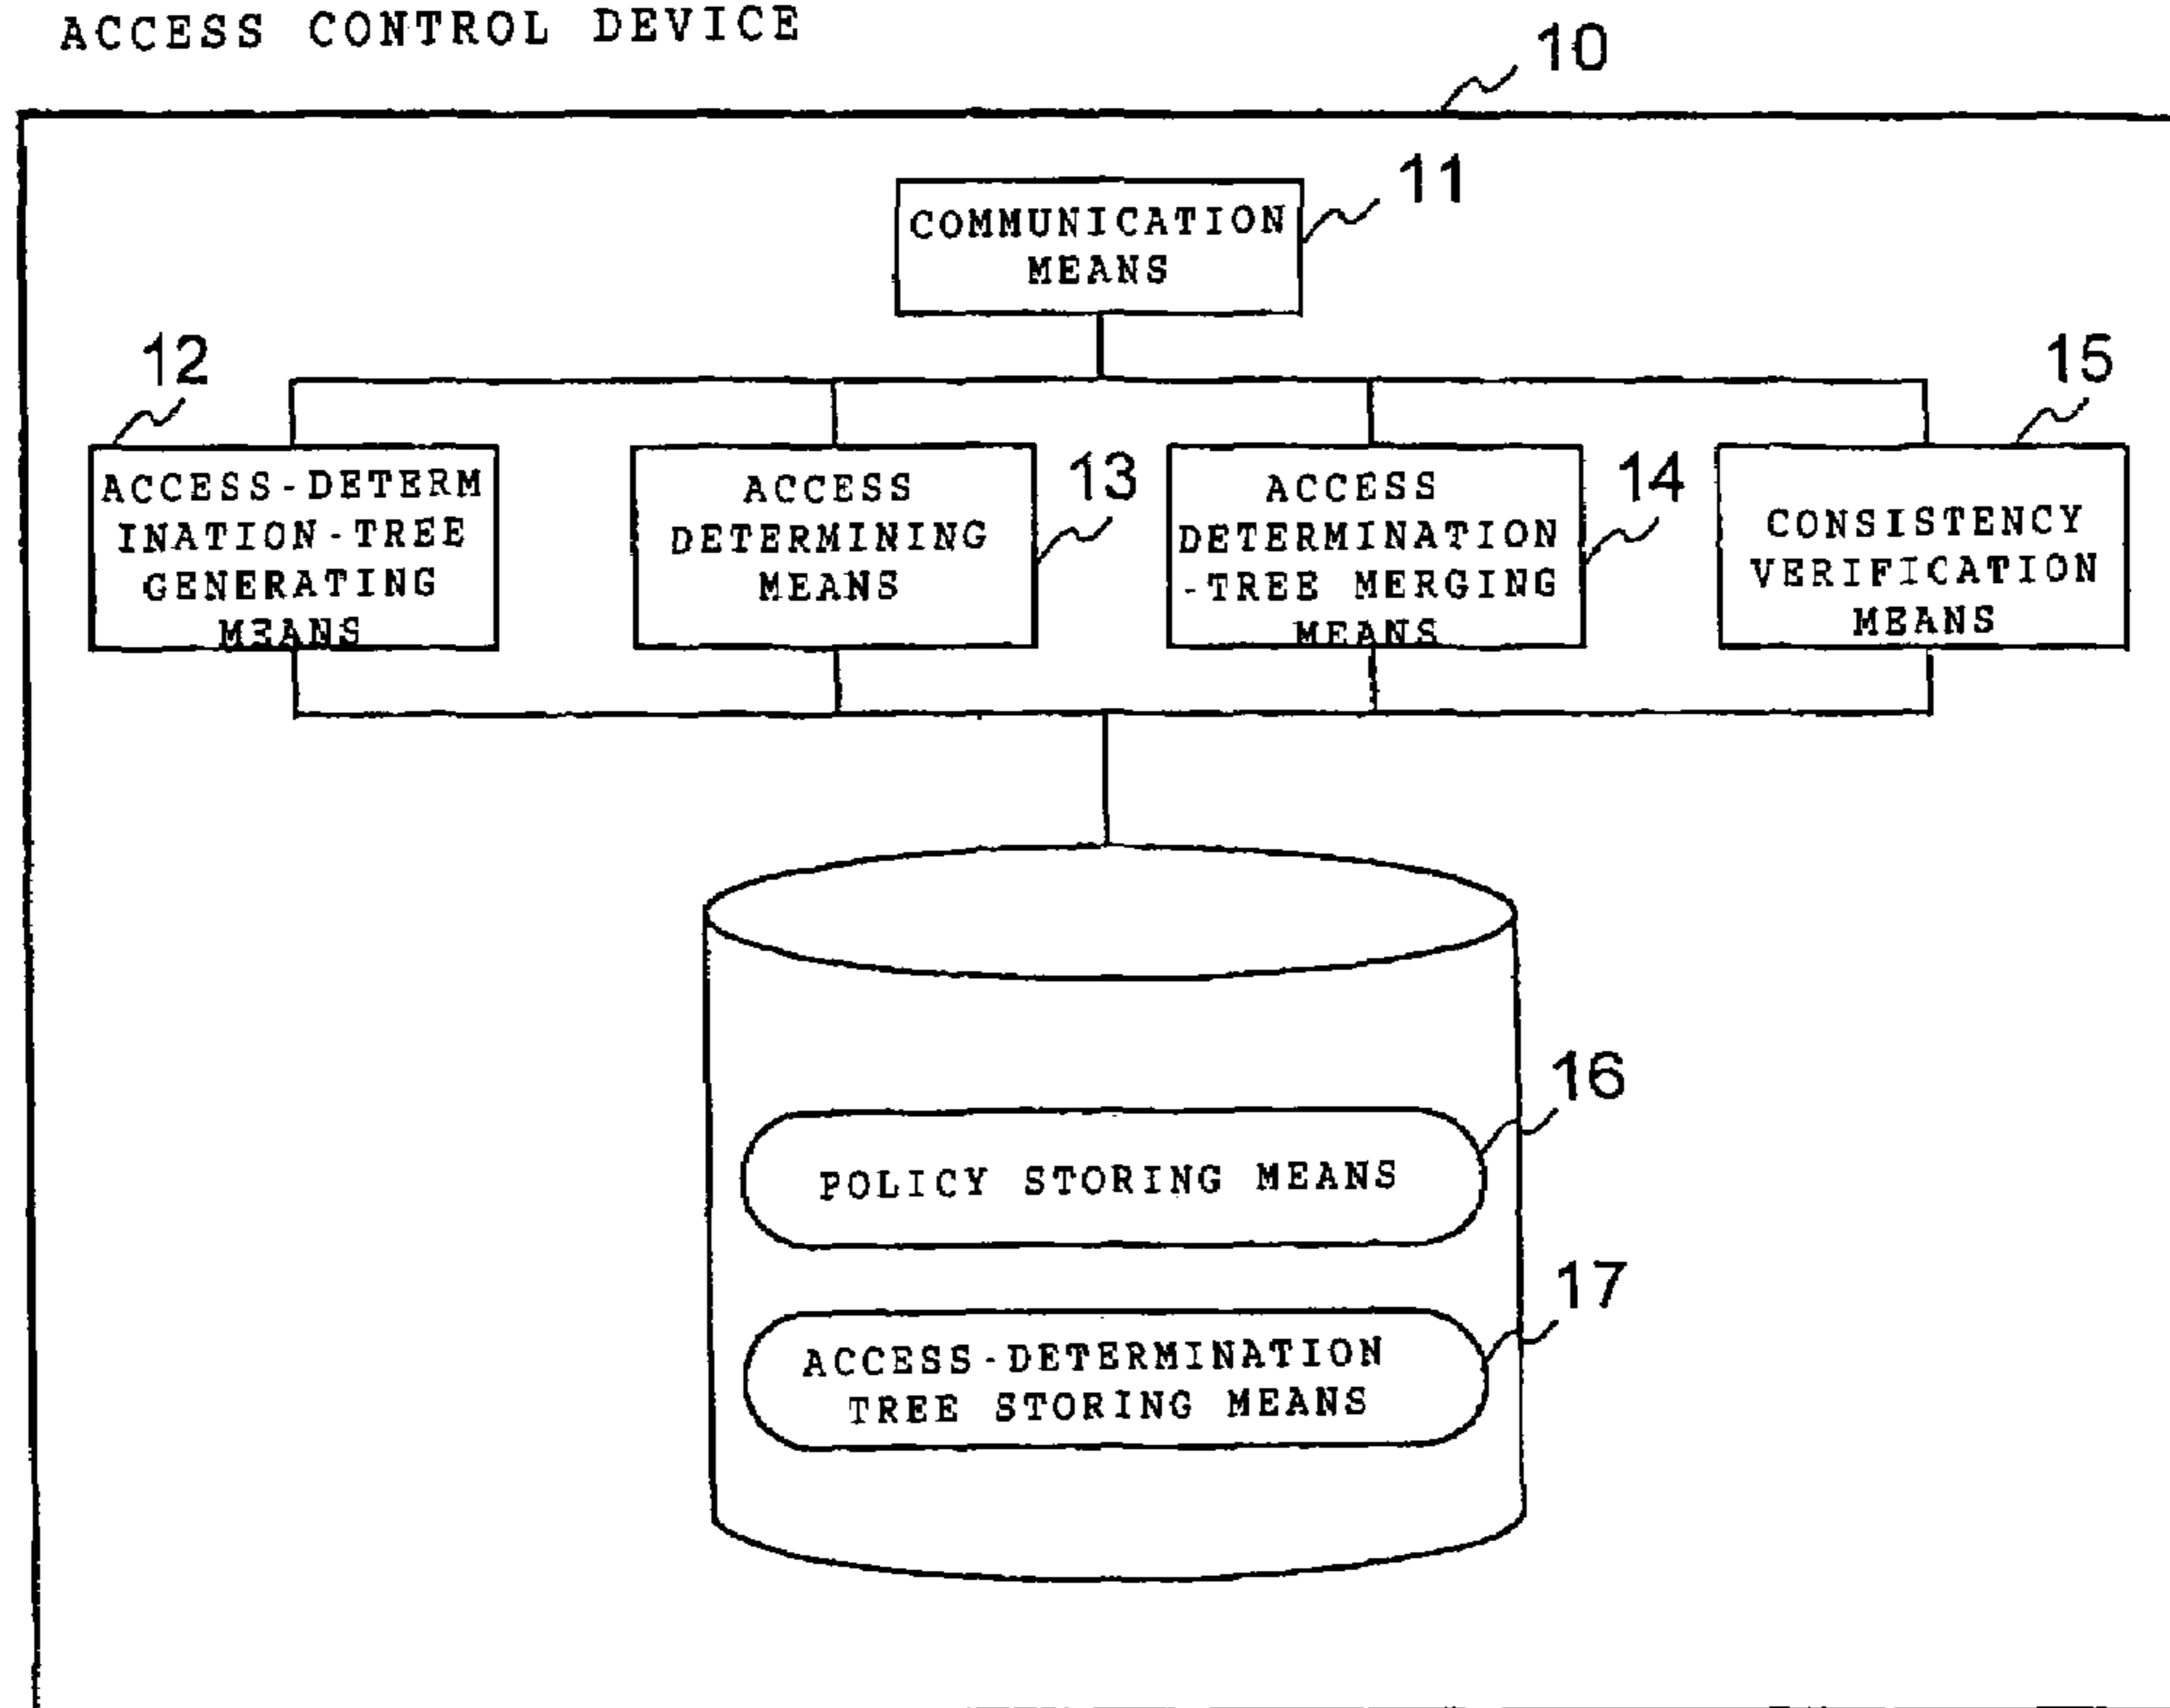 ACCESS CONTROL DEVICE
10
COMMUNICATION
MEANS
11
12
ACCESS-DETERM
INATION-TREE
GENERATING
MEANS
ACCESS
DETERMINING
MEANS
13
ACCESS
DETERMINATION
-TREE MERGING
MEANS
14
15
CONSISTENCY
VERIFICATION
MEANS
POLICY STORING MEANS
16
ACCESS-DETERMINATION
TREE STORING MEANS
17